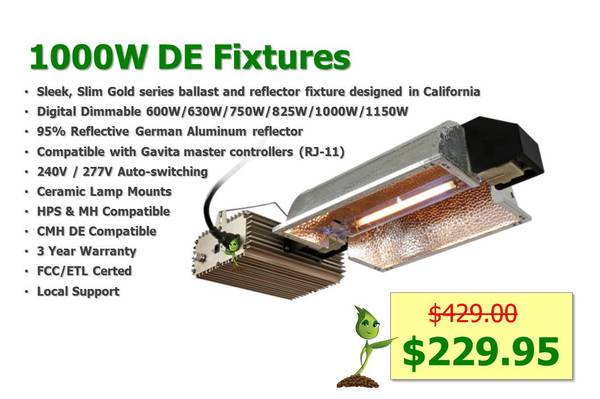 1000W DE Fixtures
• Sleek, Slim Gold series ballast and reflector fixture designed in California
• Digital Dimmable 600W/630W/750W/825W/1000W/1150W
• 95% Reflective German Aluminum reflector
• Compatible with Gavita master controllers (RJ-11)
• 240V / 277V Auto-switching
• Ceramic Lamp Mounts
• HPS & MH Compatible
• CMH DE Compatible
• 3 Year Warranty
• FCC/ETL Certed
• Local Support
$429.00
$229.95